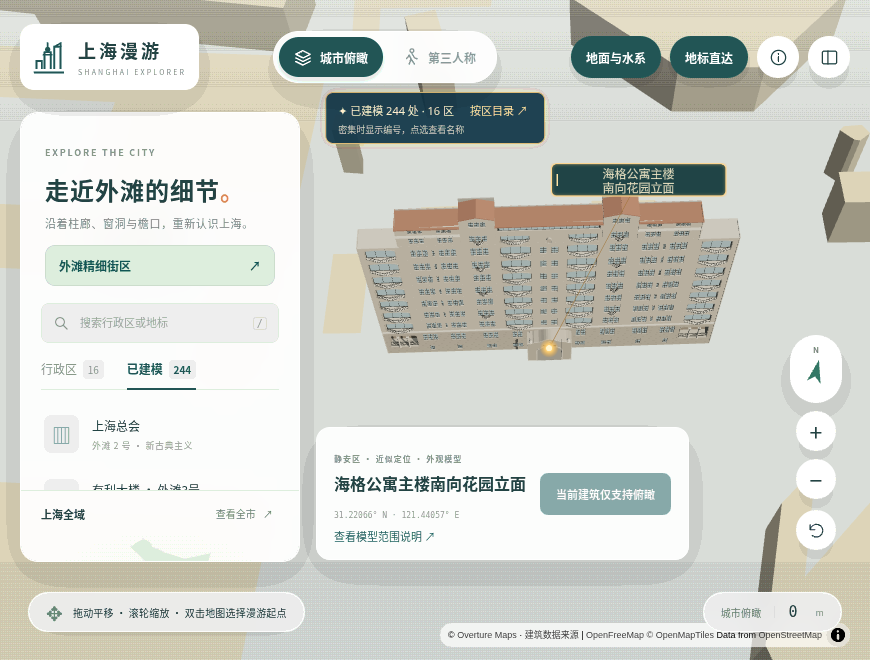 上海漫游
SHANGHAI EXPLORER
城市俯瞰
第三人称
地面与水系
地标直达
✦ 已建模 244 处 · 16 区 按区目录 ↗
密集时显示编号，点选查看名称
EXPLORE THE CITY
走近外滩的细节。
沿着柱廊、窗洞与檐口，重新认识上海。
外滩精细街区 ↗
搜索行政区或地标 /
行政区 16
已建模 244
上海总会
外滩 2 号 · 新古典主义
有利大楼 · 外滩3号
上海全域
查看全市 ↗
海格公寓主楼
南向花园立面
静安区 · 近似定位 · 外观模型
海格公寓主楼南向花园立面
当前建筑仅支持俯瞰
31.22066° N · 121.44057° E
查看模型范围说明 ↗
N
拖动平移 · 滚轮缩放 · 双击地图选择漫游起点
城市俯瞰 0 m
© Overture Maps · 建筑数据来源 | OpenFreeMap © OpenMapTiles Data from OpenStreetMap